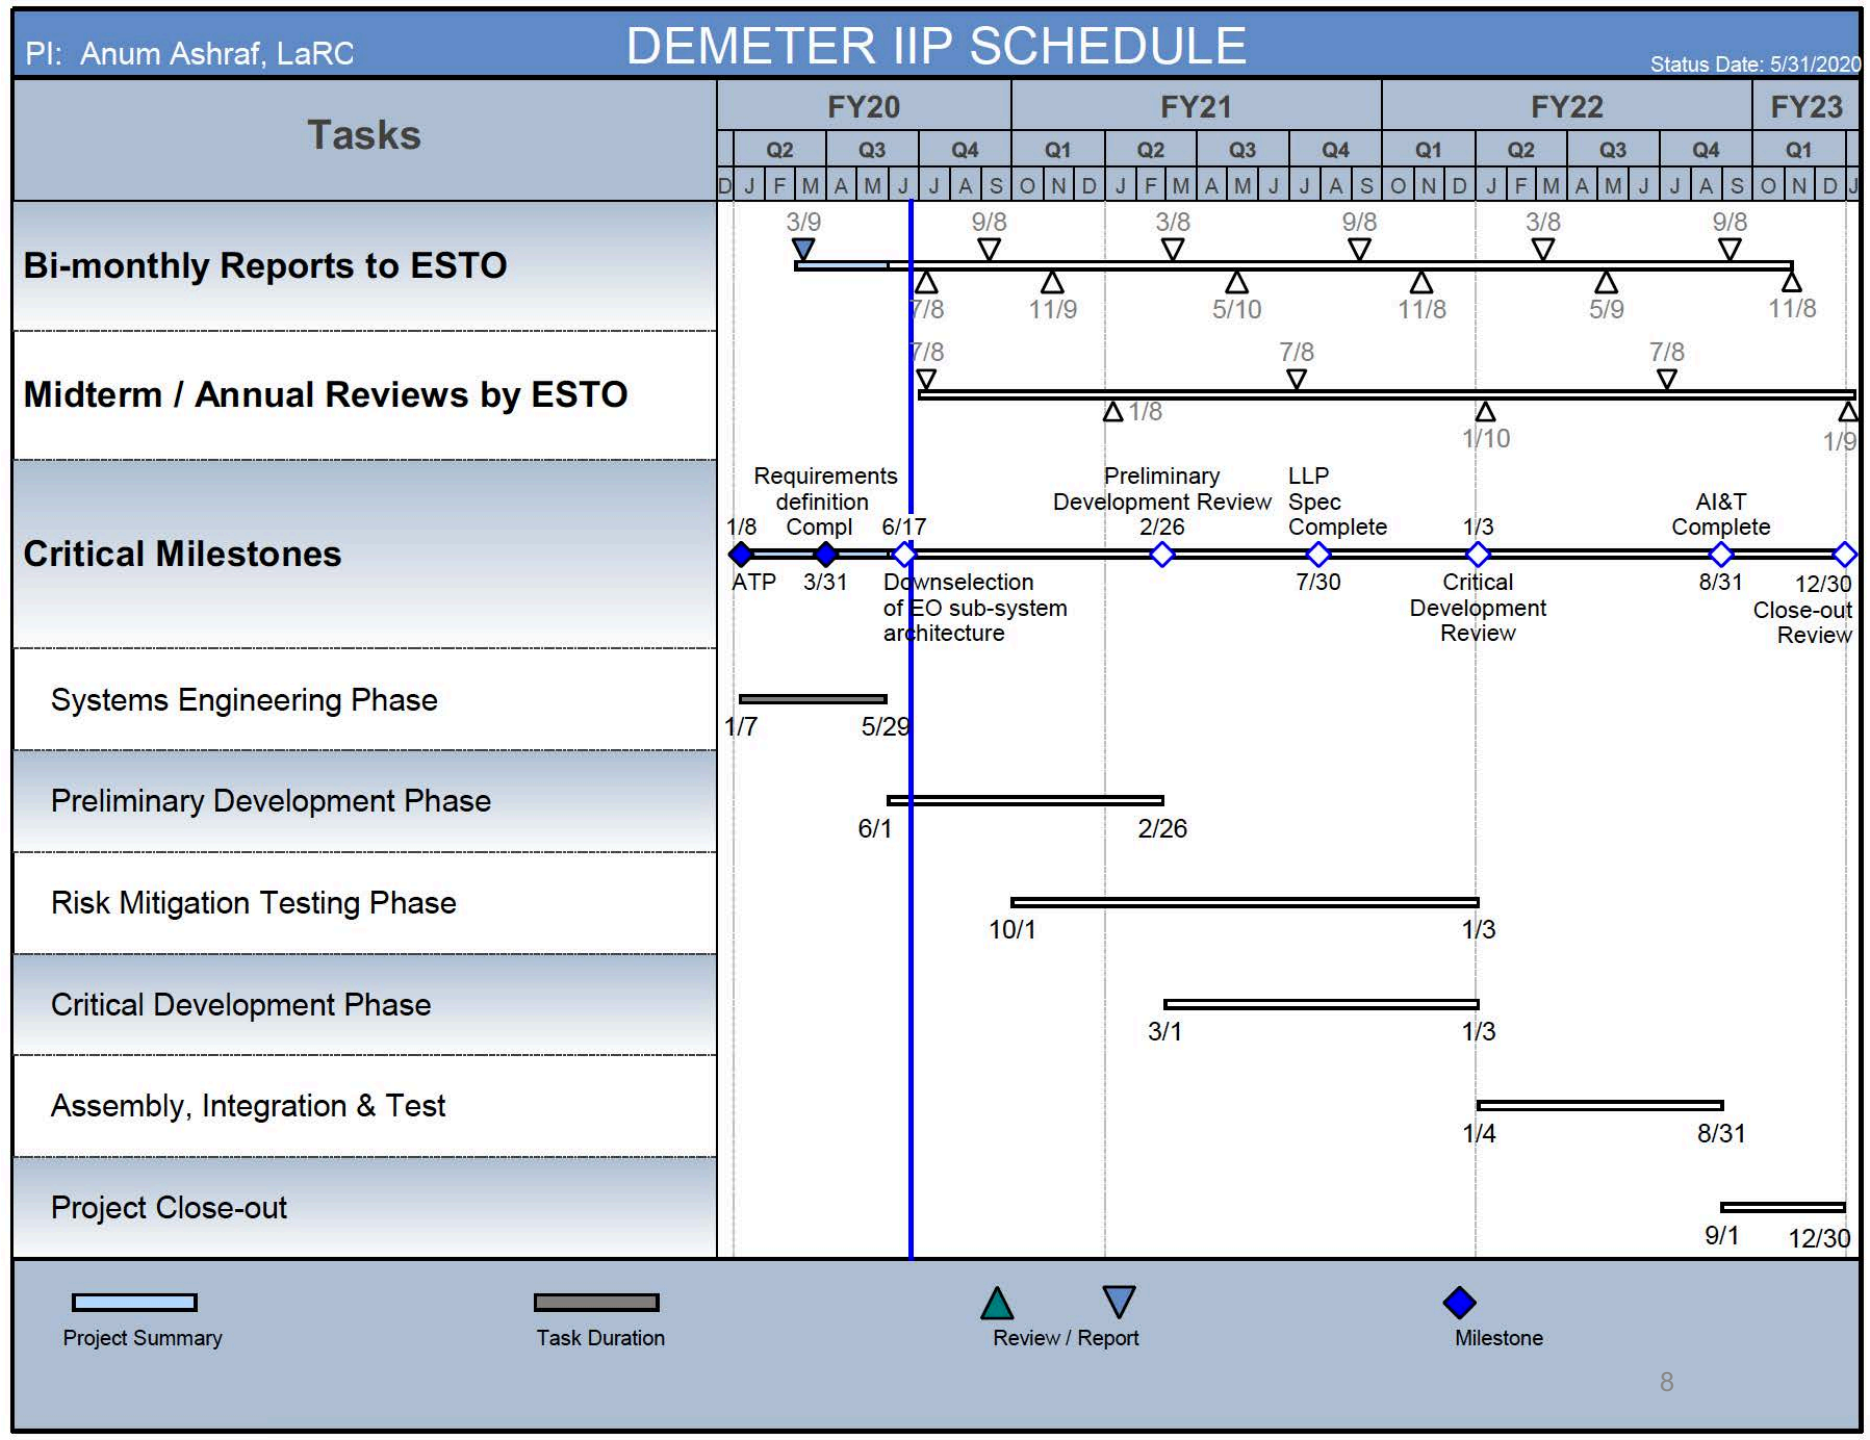 PI: Anum Ashraf, LaRC
DEMETER IIP SCHEDULE
Status Date: 5/31/2020
Tasks
FY20 FY21 FY22 FY23
Q2 Q3 Q4 Q1 Q2 Q3 Q4 Q1 Q2 Q3 Q4 Q1
D J F M A M J J A S O N D J F M A M J J A S O N D J F M A M J J A S O N D J
3/9 9/8 3/8 9/8 3/8 9/8
Bi-monthly Reports to ESTO
7/8 11/9 5/10 11/8 5/9 11/8
7/8 7/8 7/8
Midterm / Annual Reviews by ESTO
1/8 1/10 1/9
Requirements
definition
Compl
1/8 6/17
Preliminary
Development Review
2/26
LLP
Spec
Complete
1/3
AI&T
Complete
Critical Milestones
ATP 3/31
Downselection
of EO sub-system
architecture
7/30
Critical
Development
Review
8/31
12/30
Close-out
Review
Systems Engineering Phase
1/7 5/29
Preliminary Development Phase
6/1 2/26
Risk Mitigation Testing Phase
10/1 1/3
Critical Development Phase
3/1 1/3
Assembly, Integration & Test
1/4 8/31
Project Close-out
9/1 12/30
Project Summary
Task Duration
Review / Report
Milestone
8